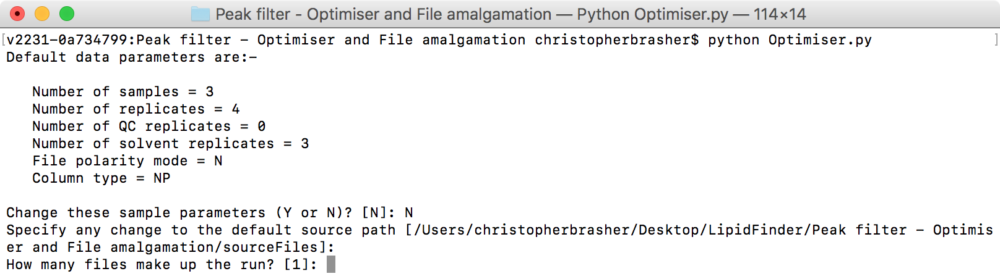 Peak filter - Optimiser and File amalgamation — Python Optimiser.py — 114×14
[v2231-0a734799:Peak filter - Optimiser and File amalgamation christopherbrasher$ python Optimiser.py ]
Default data parameters are:-
Number of samples = 3
Number of replicates = 4
Number of QC replicates = 0
Number of solvent replicates = 3
File polarity mode = N
Column type = NP
Change these sample parameters (Y or N)? [N]: N
Specify any change to the default source path [/Users/christopherbrasher/Desktop/LipidFinder/Peak filter - Optimis
er and File amalgamation/sourceFiles]:
How many files make up the run? [1]: